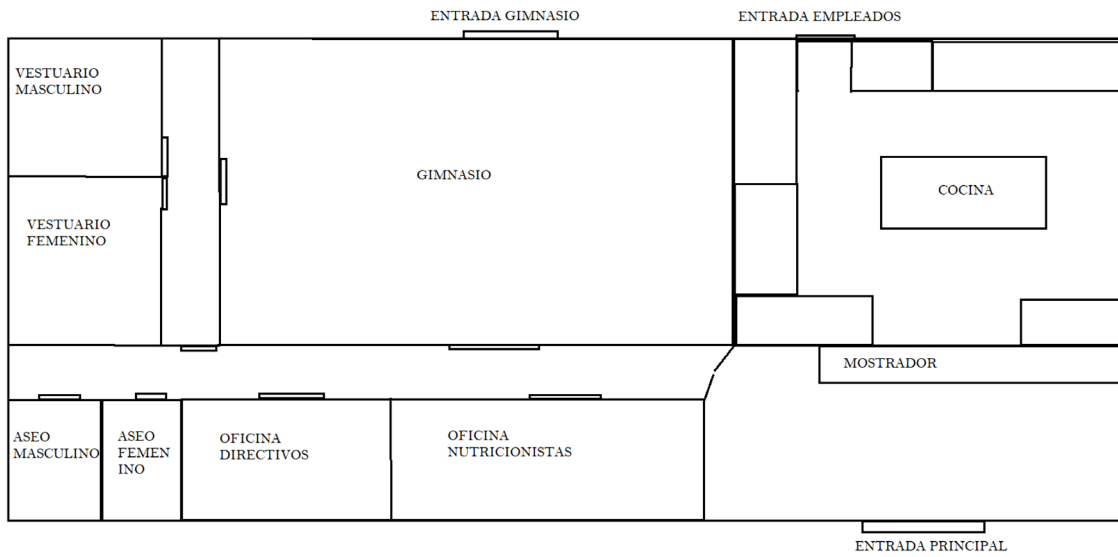 ENTRADA GIMNASIO
ENTRADA EMPLEADOS
VESTUARIO
MASCULINO
GIMNASIO
COCINA
VESTUARIO
FEMENINO
MOSTRADOR
ASEO
MASCULINO
ASEO
FEMEN
INO
OFICINA
DIRECTIVOS
OFICINA
NUTRICIONISTAS
ENTRADA PRINCIPAL